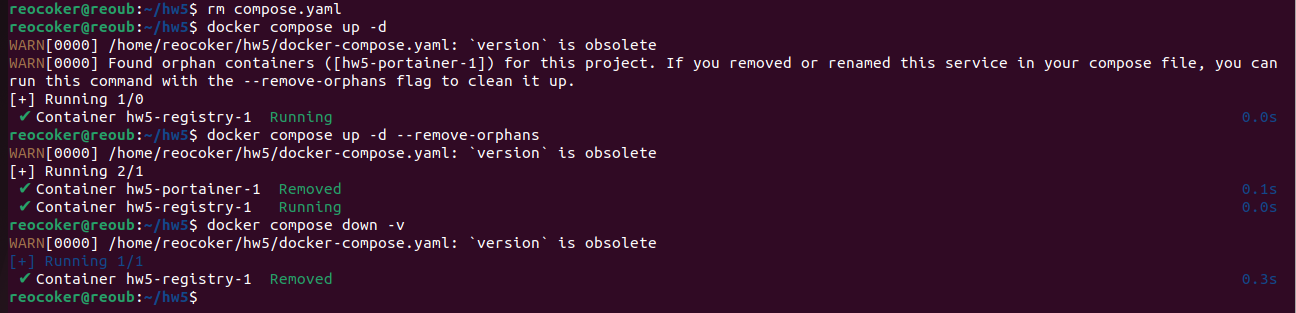 reocoker@reoub:~/hw5$ rm compose.yaml
reocoker@reoub:~/hw5$ docker compose up -d
WARN[0000] /home/reocoker/hw5/docker-compose.yaml: `version` is obsolete
WARN[0000] Found orphan containers ([hw5-portainer-1]) for this project. If you removed or renamed this service in your compose file, you can
run this command with the --remove-orphans flag to clean it up.
[+] Running 1/0
✔ Container hw5-registry-1  Running 0.0s
reocoker@reoub:~/hw5$ docker compose up -d --remove-orphans
WARN[0000] /home/reocoker/hw5/docker-compose.yaml: `version` is obsolete
[+] Running 2/1
✔ Container hw5-portainer-1  Removed 0.1s
✔ Container hw5-registry-1   Running 0.0s
reocoker@reoub:~/hw5$ docker compose down -v
WARN[0000] /home/reocoker/hw5/docker-compose.yaml: `version` is obsolete
[+] Running 1/1
✔ Container hw5-registry-1  Removed 0.3s
reocoker@reoub:~/hw5$